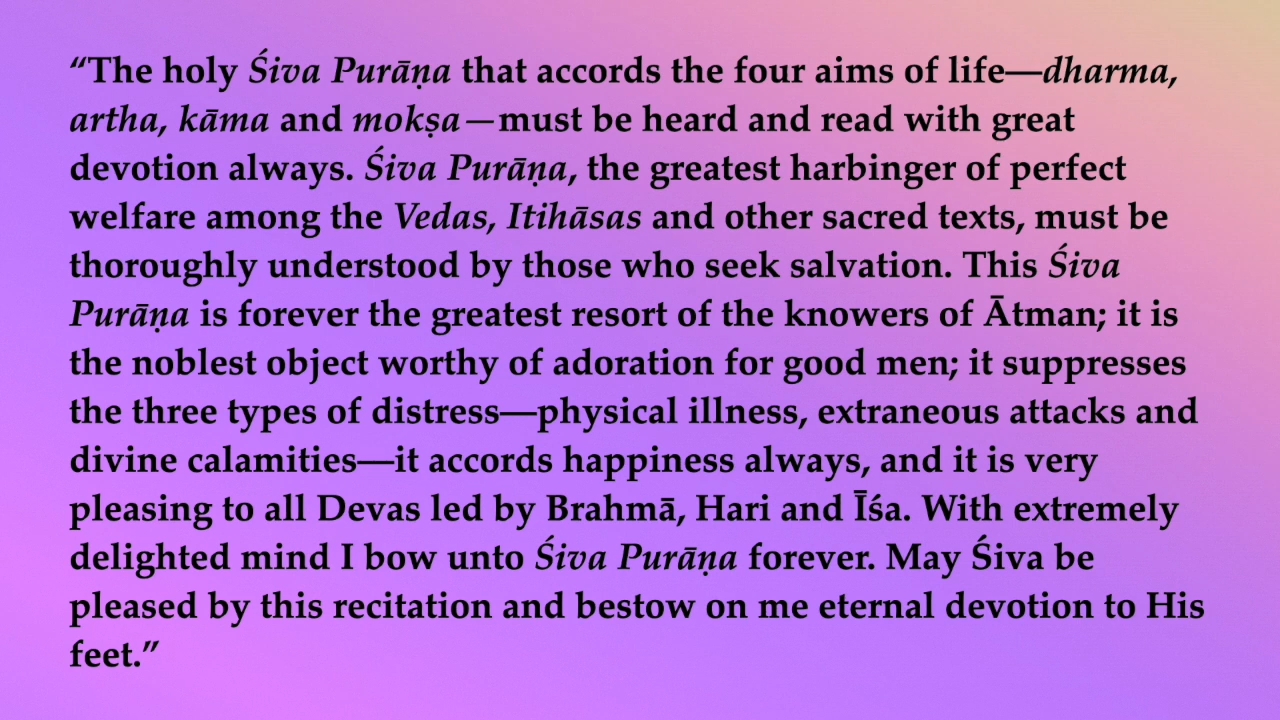 “The holy Śiva Purāṇa that accords the four aims of life—dharma,
artha, kāma and mokṣa—must be heard and read with great
devotion always. Śiva Purāṇa, the greatest harbinger of perfect
welfare among the Vedas, Itihāsas and other sacred texts, must be
thoroughly understood by those who seek salvation. This Śiva
Purāṇa is forever the greatest resort of the knowers of Ātman; it is
the noblest object worthy of adoration for good men; it suppresses
the three types of distress—physical illness, extraneous attacks and
divine calamities—it accords happiness always, and it is very
pleasing to all Devas led by Brahmā, Hari and Īśa. With extremely
delighted mind I bow unto Śiva Purāṇa forever. May Śiva be
pleased by this recitation and bestow on me eternal devotion to His
feet.”